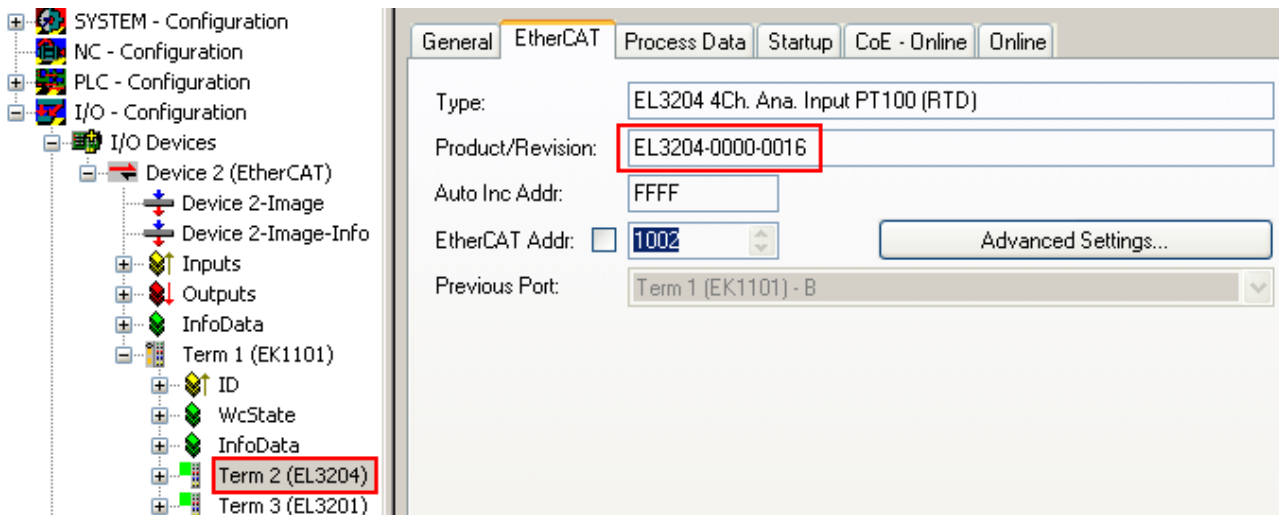 SYSTEM - Configuration
NC - Configuration
PLC - Configuration
I/O - Configuration
I/O Devices
Device 2 (EtherCAT)
Device 2-Image
Device 2-Image-Info
Inputs
Outputs
InfoData
Term 1 (EK1101)
ID
WcState
InfoData
Term 2 (EL3204)
Term 3 (EL3201)
General EtherCAT Process Data Startup CoE - Online Online
Type: EL3204 4Ch. Ana. Input PT100 (RTD)
Product/Revision: EL3204-0000-0016
Auto Inc Addr: FFFF
EtherCAT Addr: 1002 Advanced Settings...
Previous Port: Term 1 (EK1101) - B